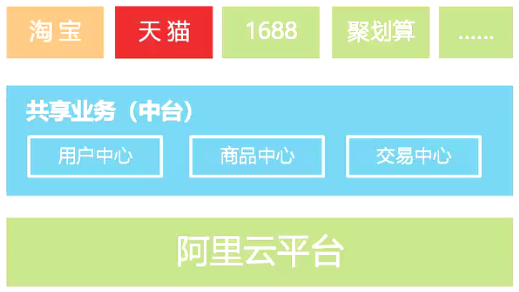 淘宝 天猫 1688 聚划算 ......
共享业务（中台）
用户中心 商品中心 交易中心
阿里云平台